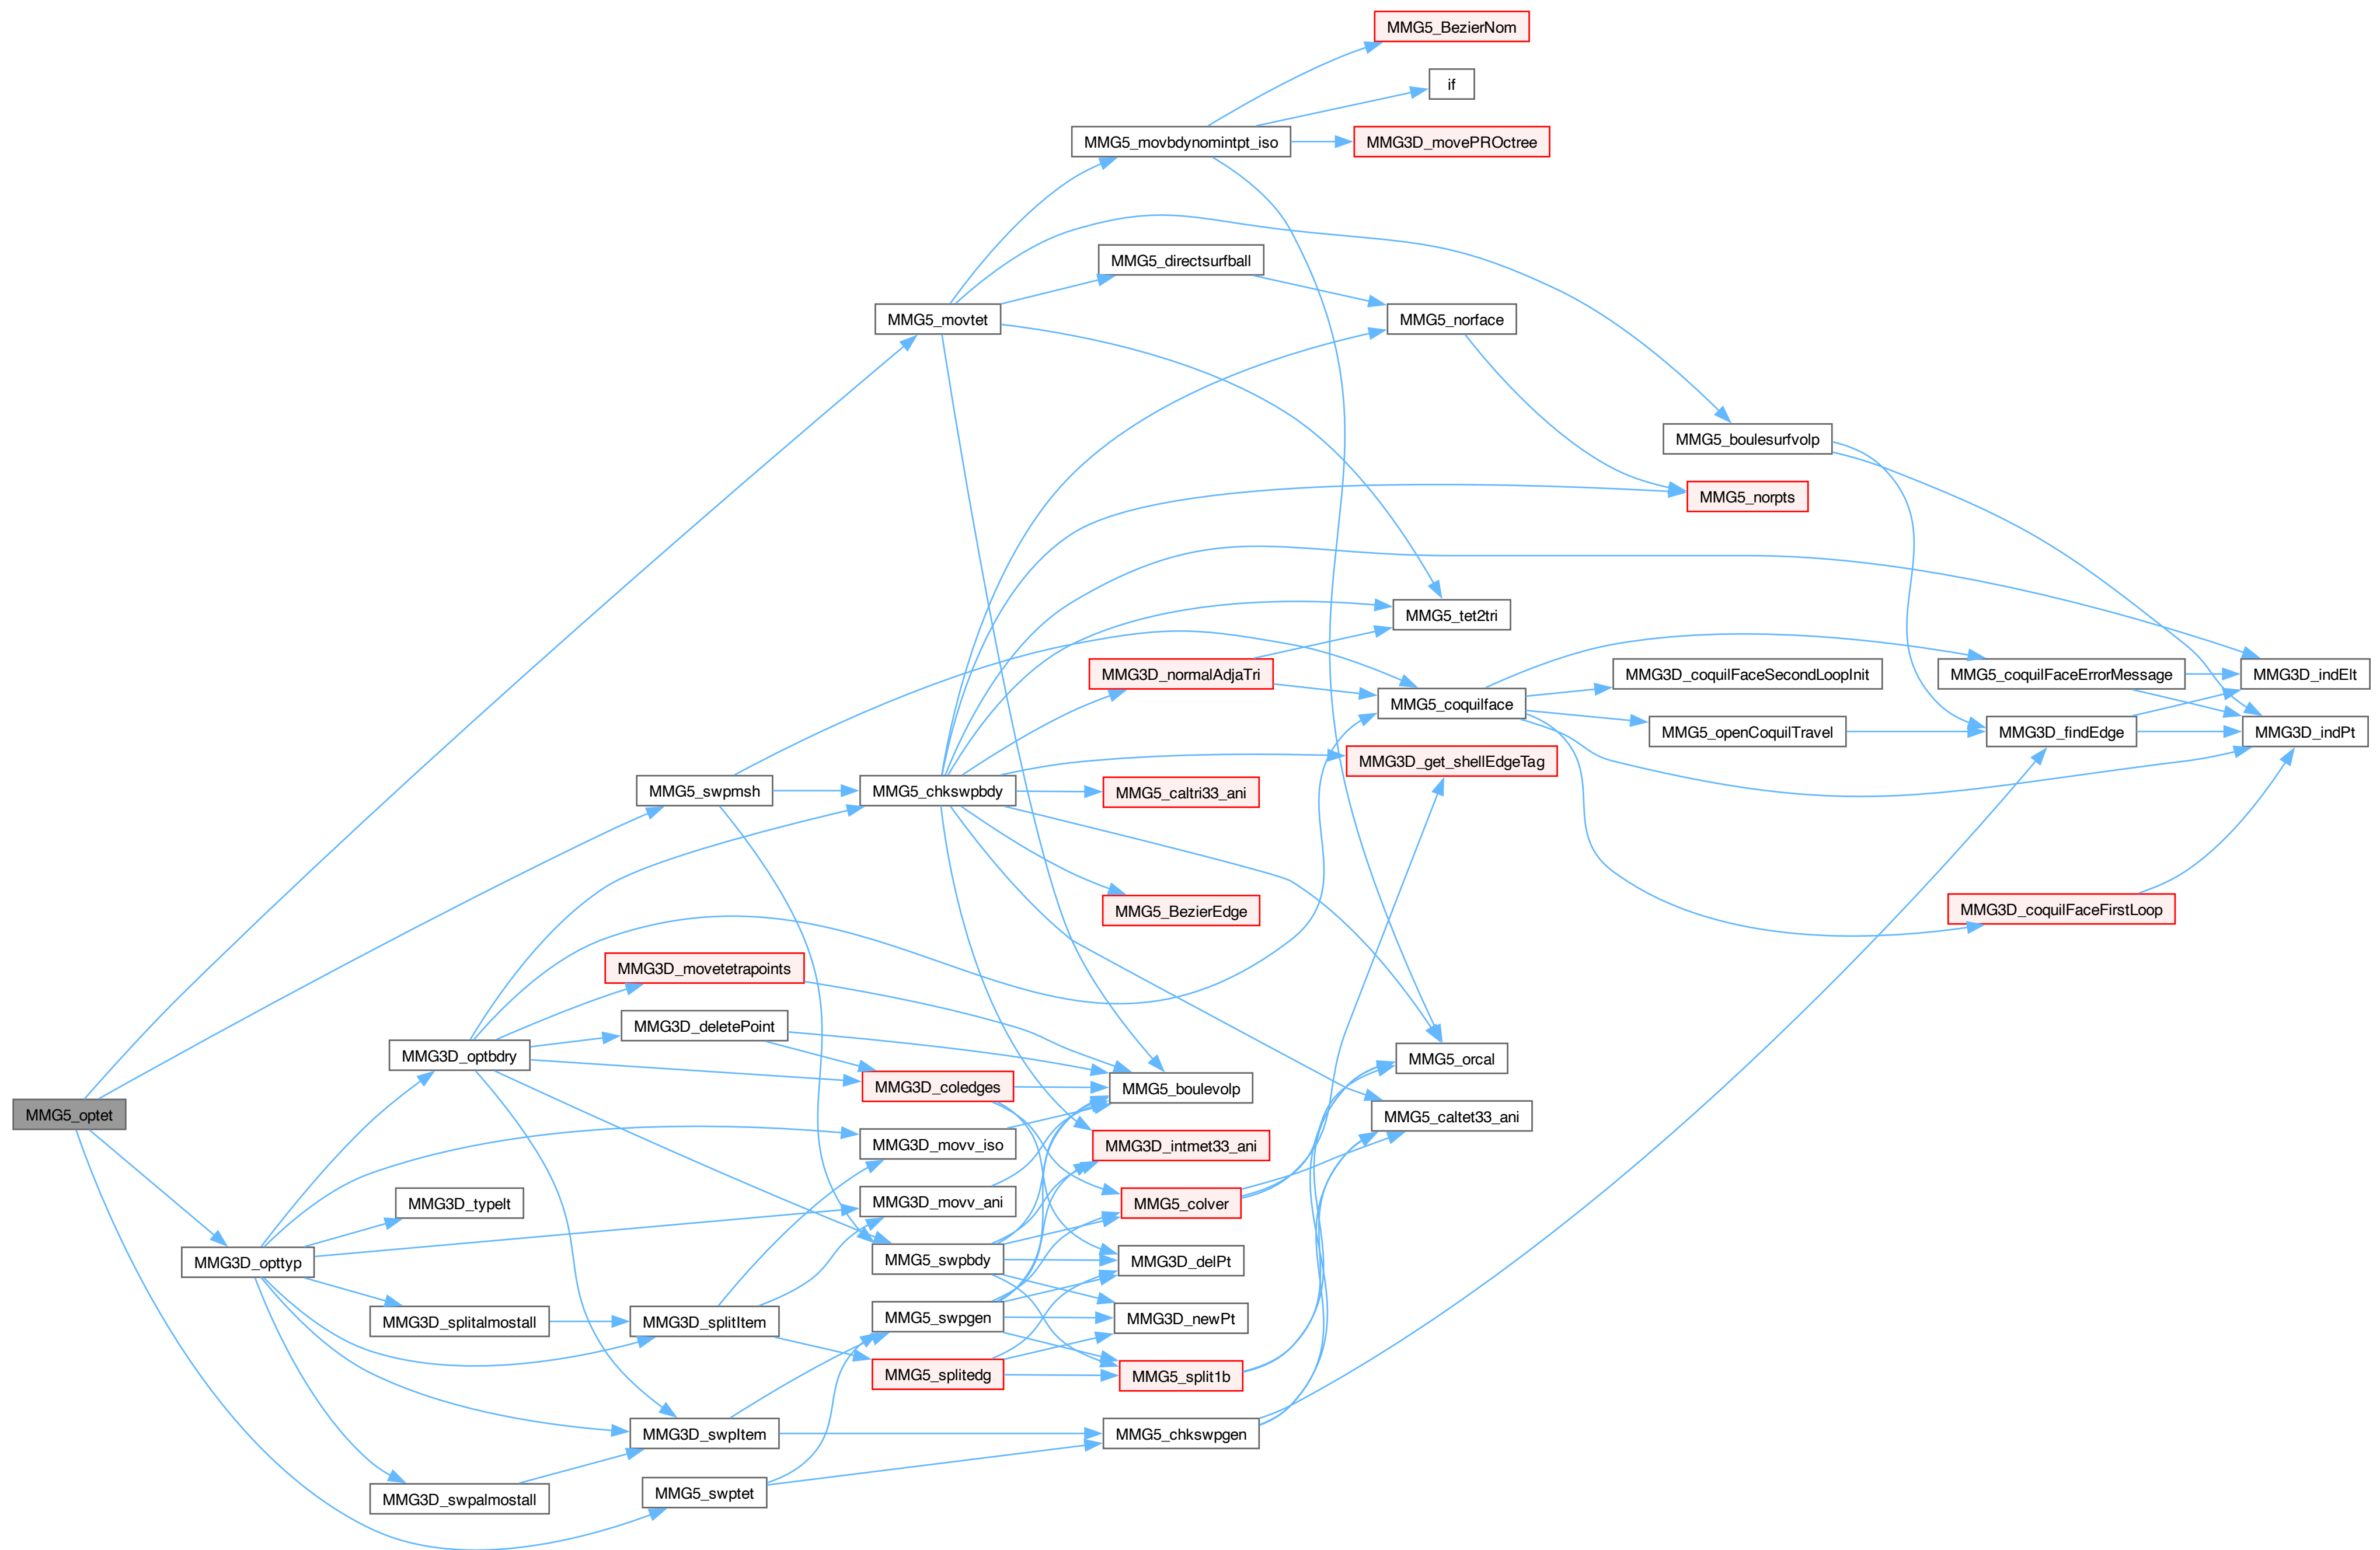 MMG5_BezierNom
if
MMG5_movbdynomintpt_iso
MMG3D_movePROctree
MMG5_directsurfball
MMG5_movtet
MMG5_norface
MMG5_boulesurfvolp
MMG5_norpts
MMG5_tet2tri
MMG3D_normalAdjaTri
MMG3D_coquilFaceSecondLoopInit
MMG5_coquilFaceErrorMessage
MMG3D_indElt
MMG5_coquilface
MMG5_openCoquilTravel
MMG3D_findEdge
MMG3D_indPt
MMG3D_get_shellEdgeTag
MMG5_swpmsh
MMG5_chkswpbdy
MMG5_caltri33_ani
MMG5_BezierEdge
MMG3D_coquilFaceFirstLoop
MMG3D_movetetrapoints
MMG3D_deletePoint
MMG3D_optbdry
MMG5_orcal
MMG3D_coledges
MMG5_boulevolp
MMG5_optet
MMG5_caltet33_ani
MMG3D_movv_iso
MMG3D_intmet33_ani
MMG3D_typelt
MMG3D_movv_ani
MMG5_colver
MMG3D_opttyp
MMG5_swpbdy
MMG3D_delPt
MMG3D_splitalmostall
MMG3D_splitItem
MMG5_swpgen
MMG3D_newPt
MMG5_splitedg
MMG5_split1b
MMG3D_swpItem
MMG5_chkswpgen
MMG3D_swpalmostall
MMG5_swptet